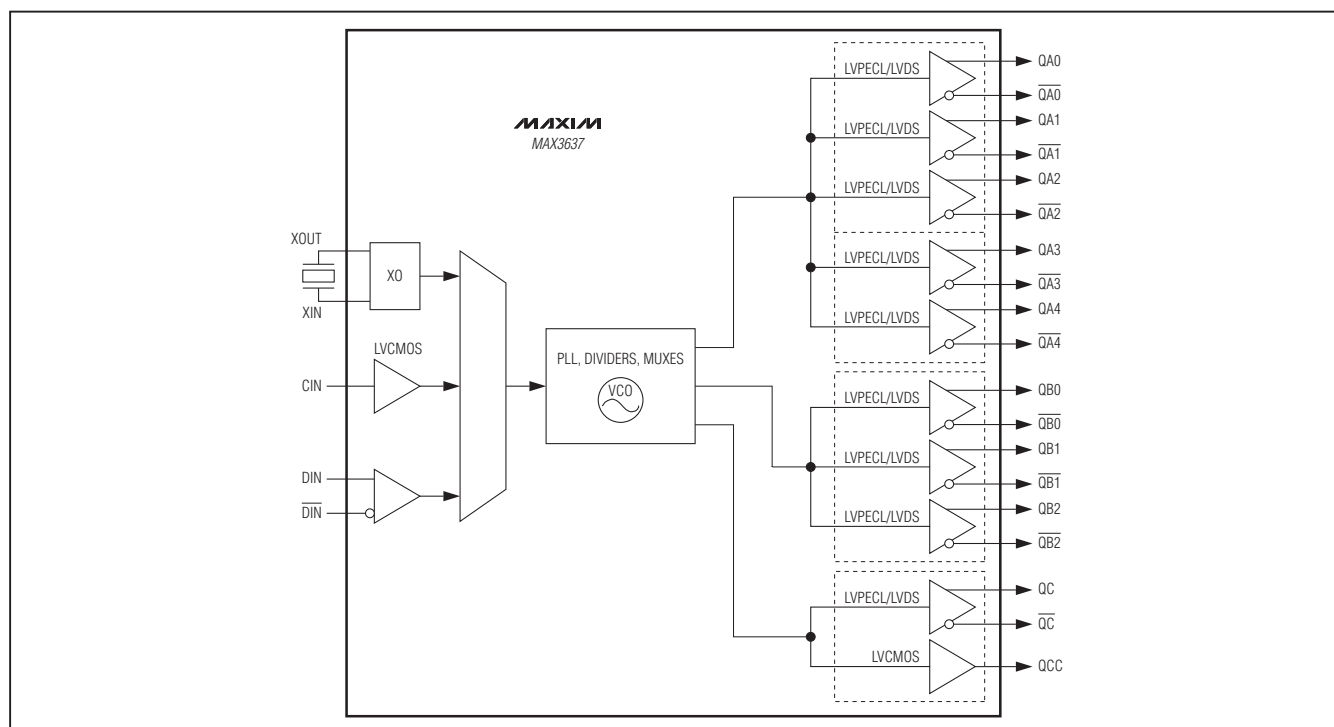 MAXIM
MAX3637
XOUT
XIN
XO
LVCMOS
CIN
DIN
DIN
PLL, DIVIDERS, MUXES
VCO
LVPECL/LVDS
QA0
QA0
LVPECL/LVDS
QA1
QA1
LVPECL/LVDS
QA2
QA2
LVPECL/LVDS
QA3
QA3
LVPECL/LVDS
QA4
QA4
LVPECL/LVDS
QB0
QB0
LVPECL/LVDS
QB1
QB1
LVPECL/LVDS
QB2
QB2
LVPECL/LVDS
QC
QC
LVCMOS
QCC